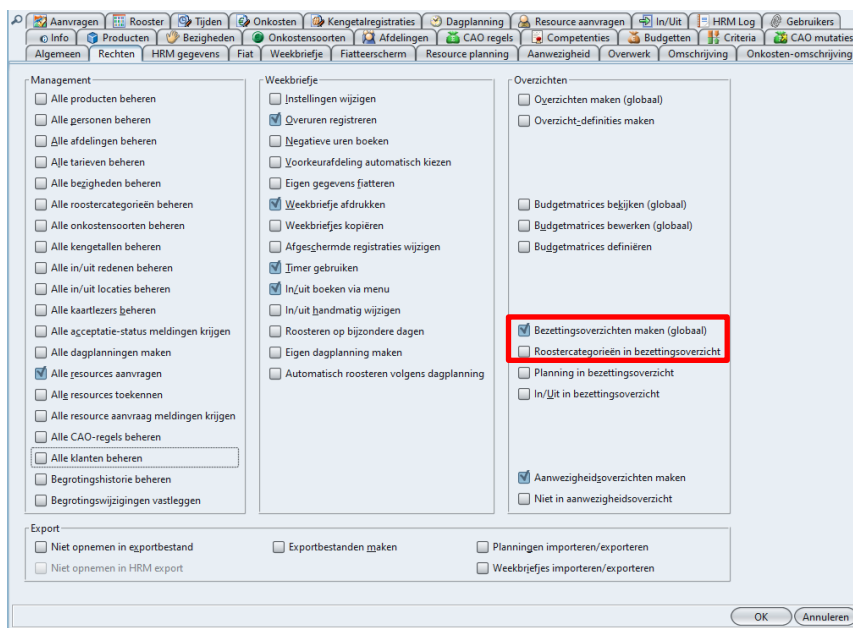 Aanvragen Rooster Tijden Onkosten Kengetalregistraties Dagplanning Resource aanvragen In/Uit HRM Log Gebruikers
Info Producten Bezigheden Onkostensoorten Afdelingen CAO regels Competenties Budgetten Criteria CAO mutaties
Algemeen Rechten HRM gegevens Fiat Weekbriefje Fiatteerscherm Resource planning Aanwezigheid Overwerk Omschrijving Onkosten-omschrijving
Management
Alle producten beheren
Alle personen beheren
Alle afdelingen beheren
Alle tarieven beheren
Alle bezigheden beheren
Alle roostercategorieën beheren
Alle onkostensoorten beheren
Alle kengetallen beheren
Alle in/uit redenen beheren
Alle in/uit locaties beheren
Alle kaartlezers beheren
Alle acceptatie-status meldingen krijgen
Alle dagplanningen maken
Alle resources aanvragen
Alle resources toekennen
Alle resource aanvraag meldingen krijgen
Alle CAO-regels beheren
Alle klanten beheren
Begrotingshistorie beheren
Begrotingswijzigingen vastleggen
Weekbriefje
Instellingen wijzigen
Overuren registreren
Negatieve uren boeken
Voorkeurafdeling automatisch kiezen
Eigen gegevens fiatteren
Weekbriefje afdrukken
Weekbriefjes kopiëren
Afgeschermde registraties wijzigen
Timer gebruiken
In/uit boeken via menu
In/uit handmatig wijzigen
Roosteren op bijzondere dagen
Eigen dagplanning maken
Automatisch roosteren volgens dagplanning
Overzichten
Overzichten maken (globaal)
Overzicht-definities maken
Budgetmatrices bekijken (globaal)
Budgetmatrices bewerken (globaal)
Budgetmatrices definiëren
Bezettingsoverzichten maken (globaal)
Roostercategorieën in bezettingsoverzicht
Planning in bezettingsoverzicht
In/Uit in bezettingsoverzicht
Aanwezigheidsoverzichten maken
Niet in aanwezigheidsoverzicht
Export
Niet opnemen in exportbestand Exportbestanden maken Planningen importeren/exporteren
Niet opnemen in HRM export Weekbriefjes importeren/exporteren
OK Annuleren